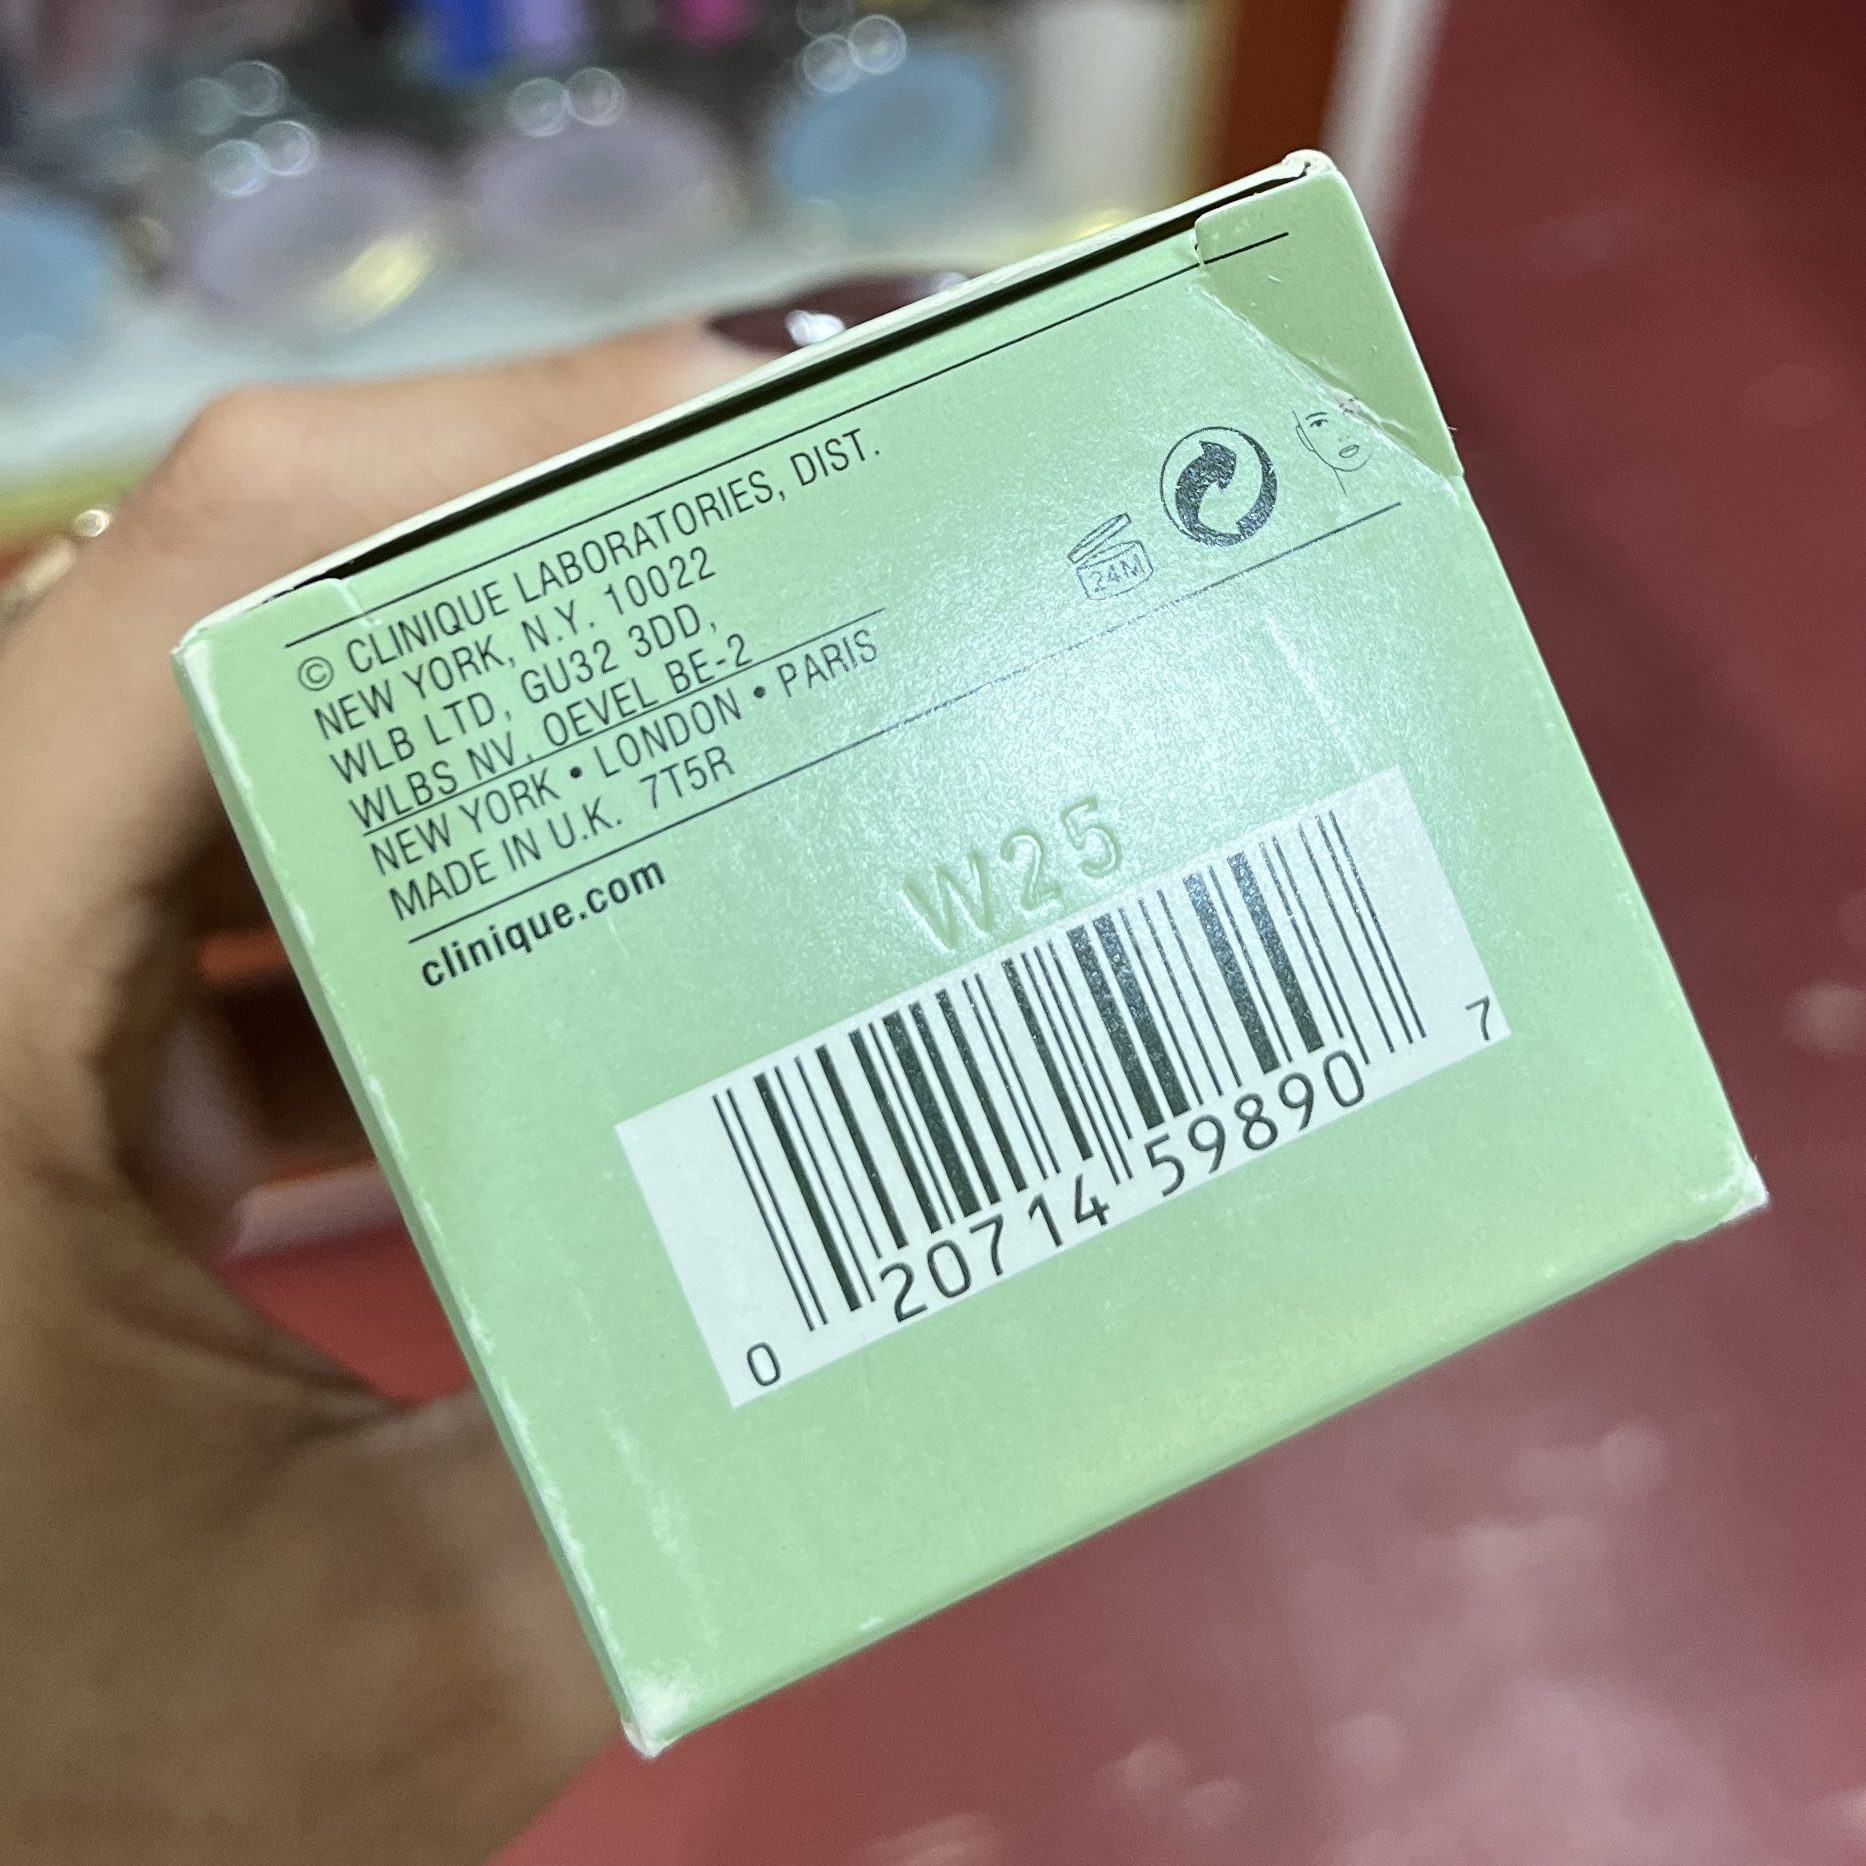 © CLINIQUE LABORATORIES, DIST.
NEW YORK, N.Y. 10022
WLB LTD, GU32 3DD,
WLBS NV, OEVEL BE-2
NEW YORK • LONDON • PARIS
MADE IN U.K. 7T5R
clinique.com
24M
W25
0 20714 59890 7